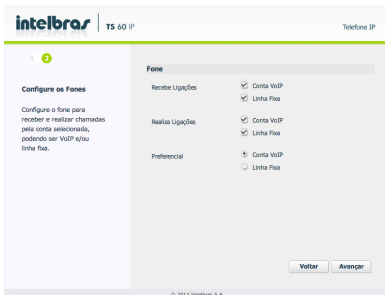 intelbras TS 60 IP
Telefone IP
1 2
Configure os Fones
Configure o fone para
receber e realizar chamadas
pela conta selecionada,
podendo ser VoIP e/ou
linha fixa.
Fone
Recebe Ligações
Conta VoIP
Linha Fixa
Realiza Ligações
Conta VoIP
Linha Fixa
Preferencial
Conta VoIP
Linha Fixa
Voltar Avançar
© 2012 Intelbras S.A.